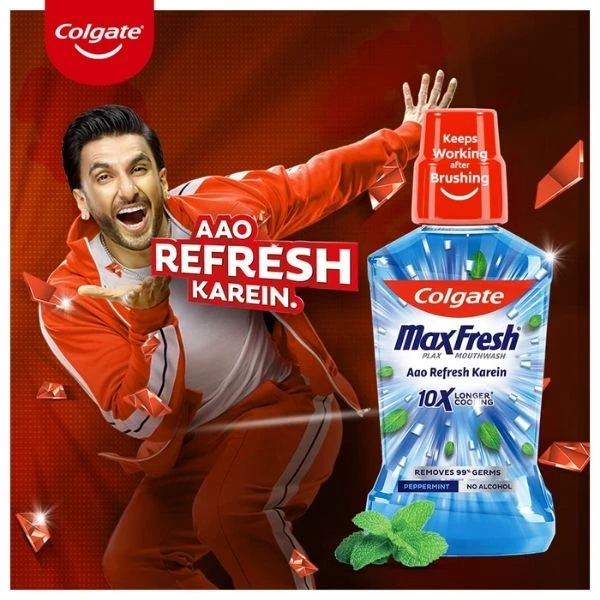 Colgate
AAO
REFRESH
KAREIN.
Keeps
Working
after
Brushing
Colgate
MaxFresh®
PLAX MOUTHWASH
Aao Refresh Karein
10X LONGER+
COOLING
REMOVES 99% GERMS
PEPPERMINT NO ALCOHOL